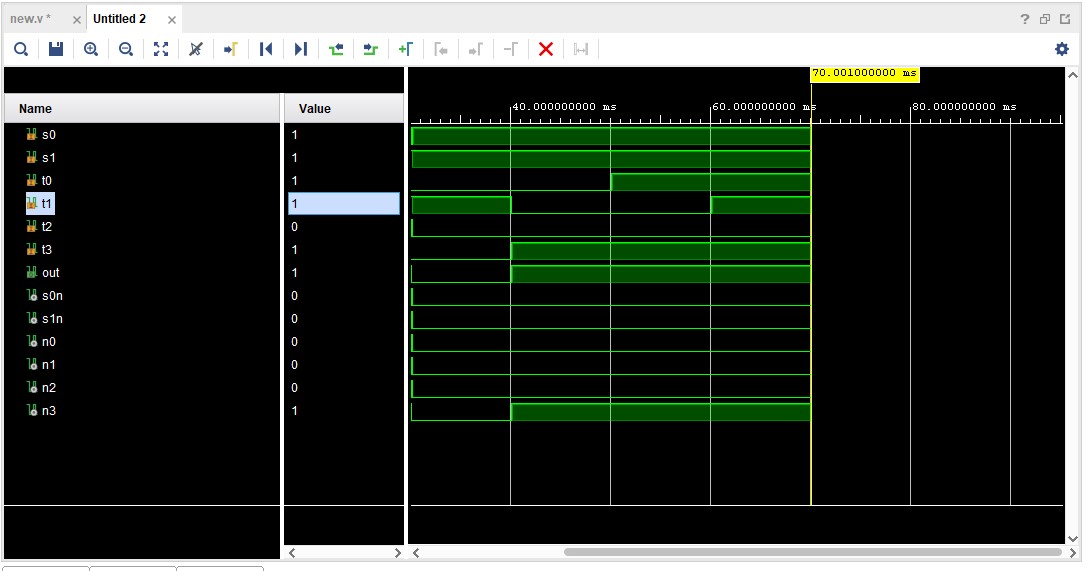 new.v * × Untitled 2 ×
?
70.001000000 ms
Name Value
40.000000000 ms 60.000000000 ms 80.000000000 ms
s0 1
s1 1
t0 1
t1 1
t2 0
t3 1
out 1
s0n 0
s1n 0
n0 0
n1 0
n2 0
n3 1